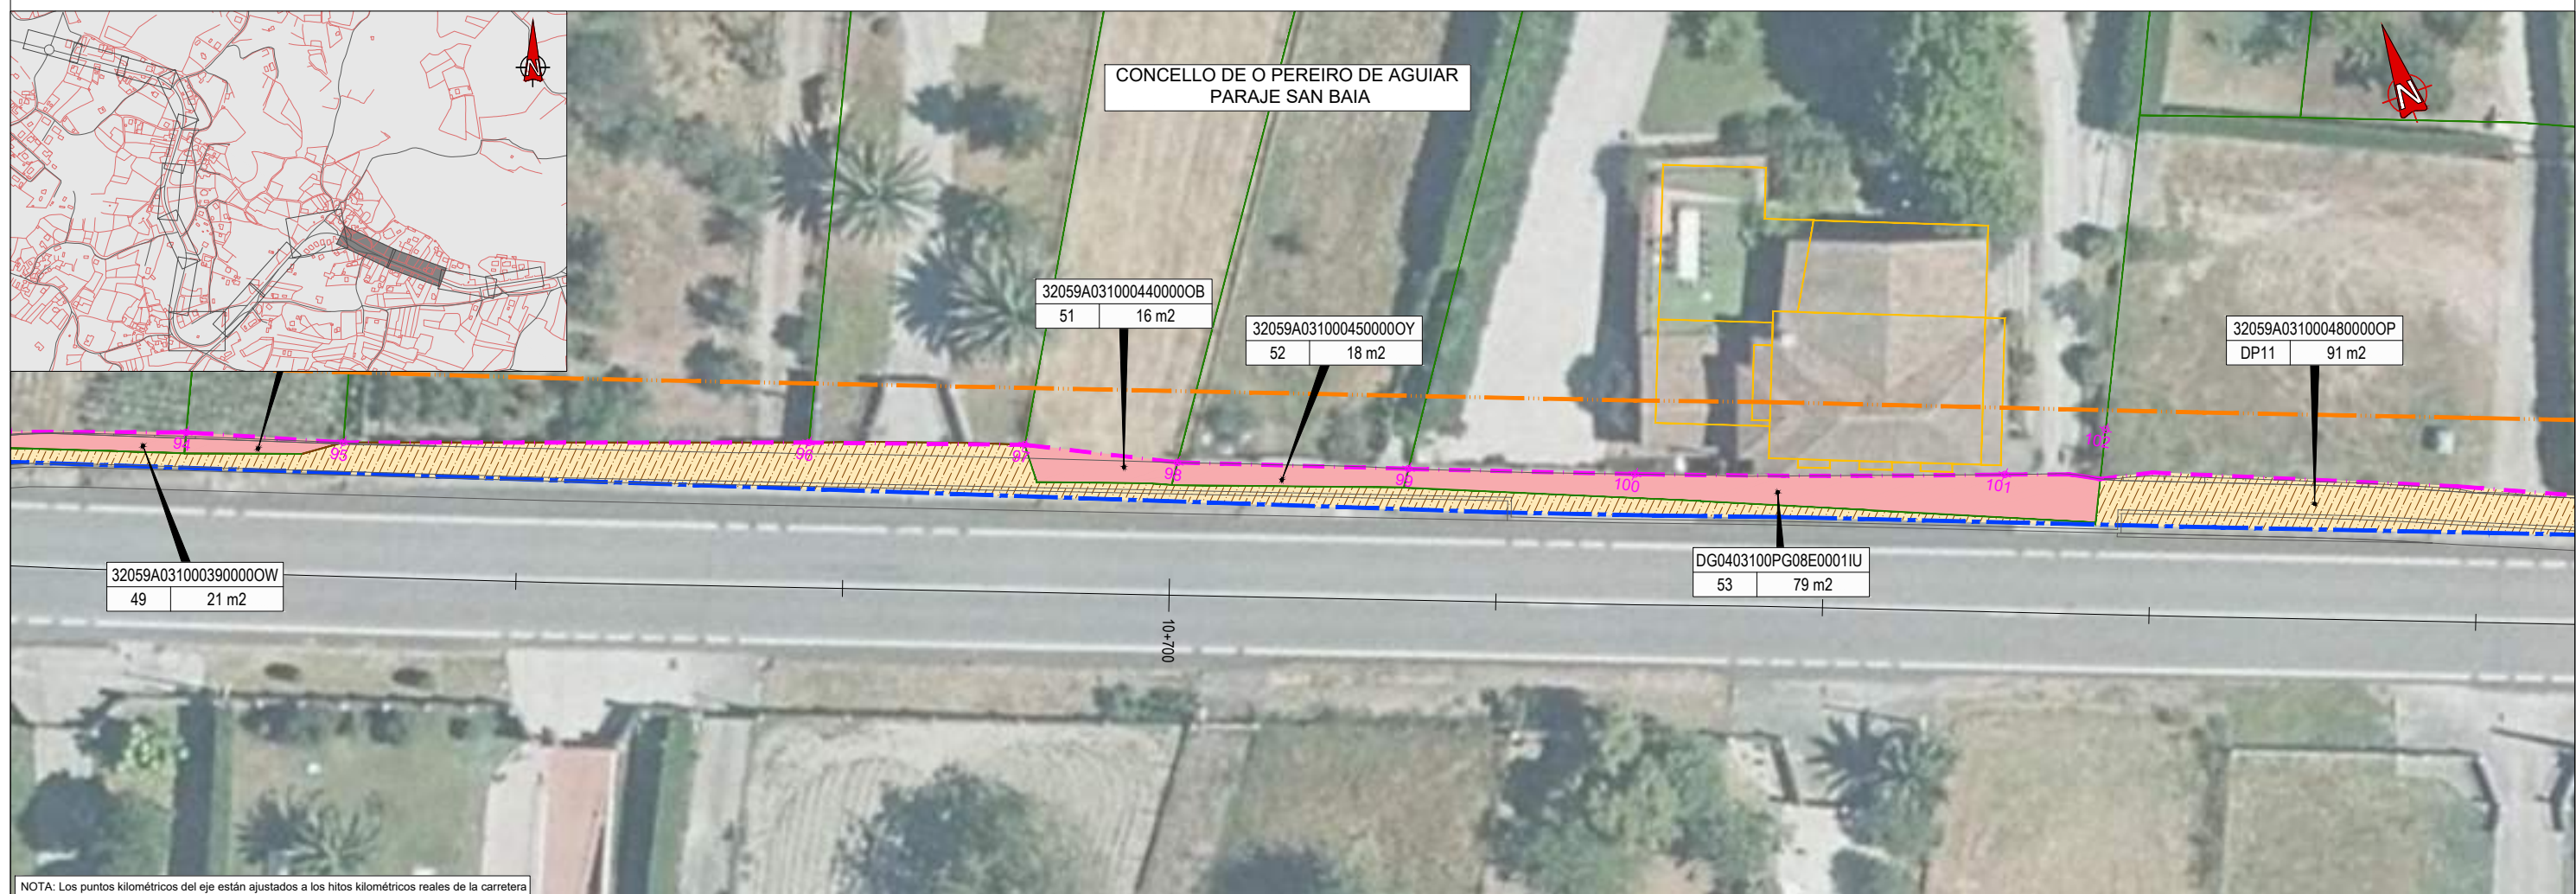 N
CONCELLO DE O PEREIRO DE AGUIAR
PARAJE SAN BAIA
N
32059A031000440000OB
51 16 m2
32059A031000450000OY
52 18 m2
32059A031000480000OP
DP11 91 m2
94
95
96
97
98
99
100
101
102
32059A031000390000OW
49 21 m2
DG0403100PG08E0001IU
53 79 m2
10+700
NOTA: Los puntos kilométricos del eje están ajustados a los hitos kilométricos reales de la carretera